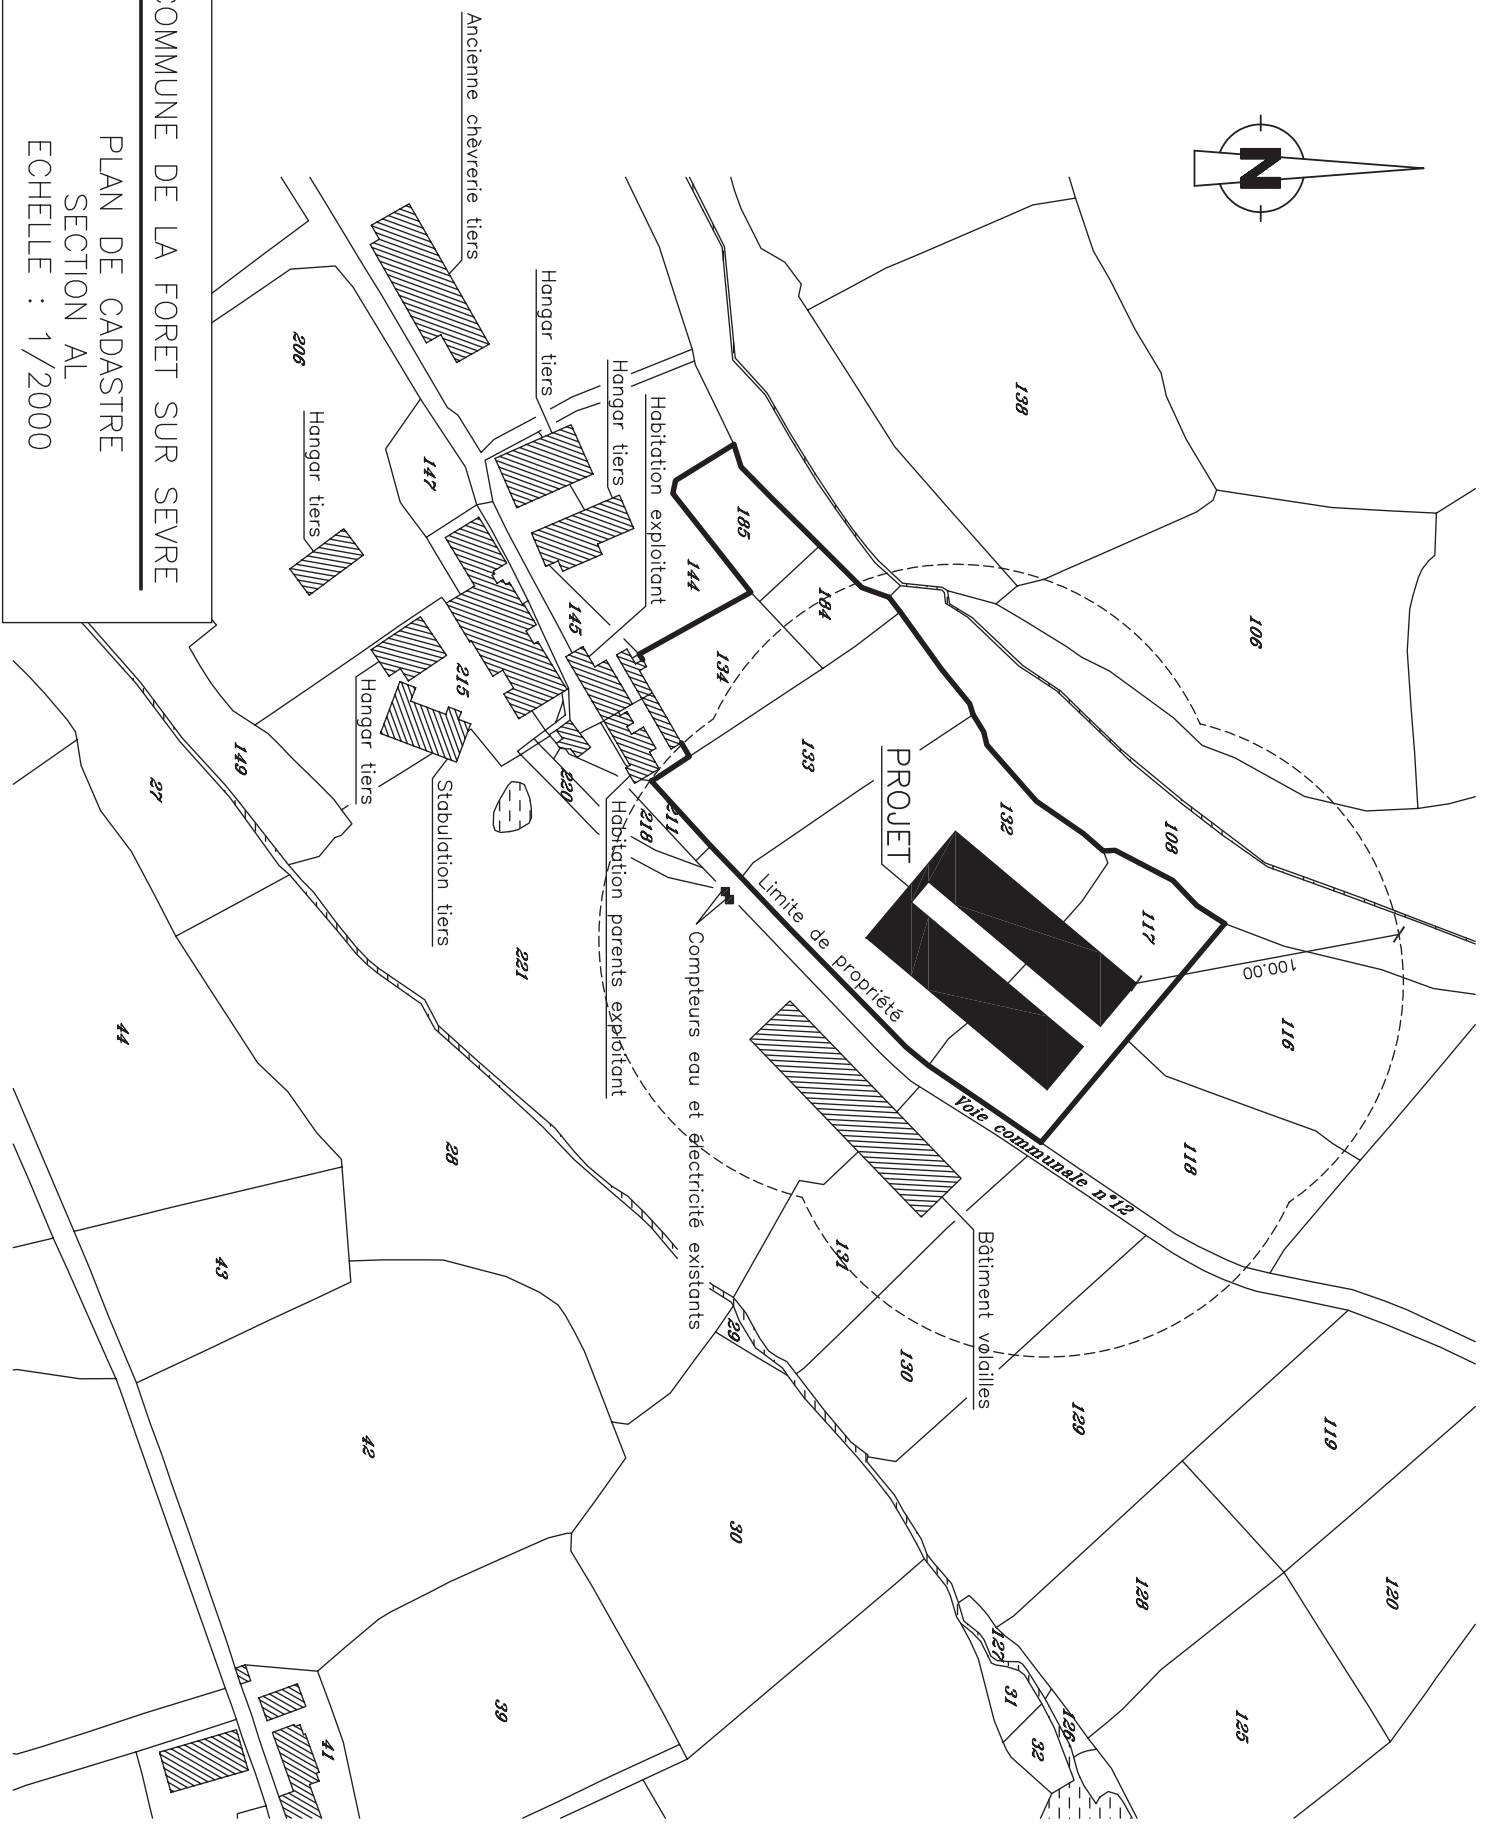 COMMUNE DE LA FORET SUR SEVRE
PLAN DE CADASTRE
SECTION AL
ECHELLE : 1/2000
N
Ancienne chèvrerie tiers
Hangar tiers
Hangar tiers
Habitation exploitant
Hangar tiers
Hangar tiers
Stabulation tiers
Habitation parents exploitant
Compteurs eau et électricité existants
Bâtiment volailles
PROJET
Limite de propriété
Voie communale n°12
100.00
138
106
108
116
117
118
119
120
125
126
127
128
129
130
131
132
133
134
184
185
144
145
147
149
206
211
215
218
220
221
27
28
29
30
31
32
39
41
42
43
44